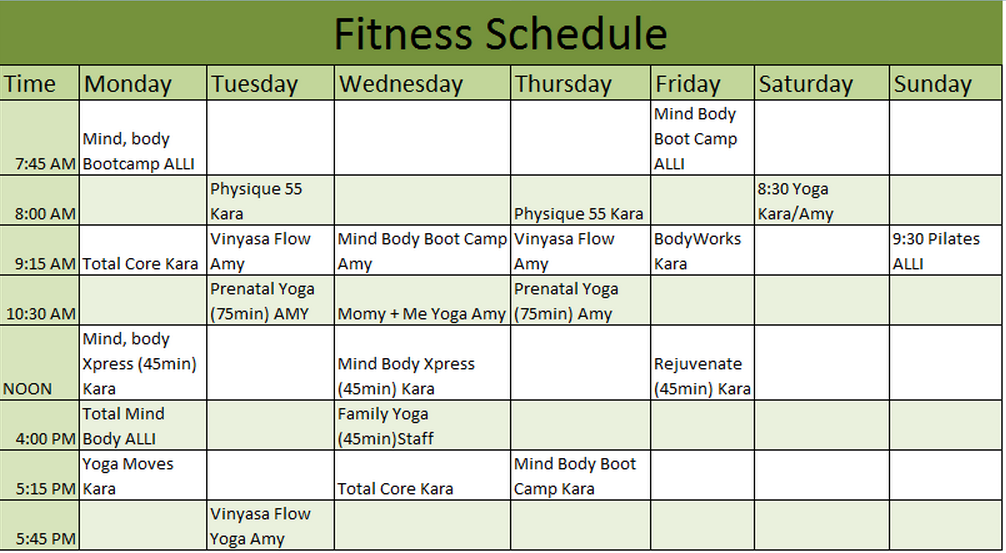 Fitness Schedule
Time Monday Tuesday Wednesday Thursday Friday Saturday Sunday
7:45 AM
Mind, body
Bootcamp ALLI
Mind Body
Boot Camp
ALLI
8:00 AM
Physique 55
Kara
Physique 55 Kara
8:30 Yoga
Kara/Amy
9:15 AM
Total Core Kara
Vinyasa Flow
Amy
Mind Body Boot Camp
Amy
Vinyasa Flow
Amy
BodyWorks
Kara
9:30 Pilates
ALLI
10:30 AM
Prenatal Yoga
(75min) AMY
Momy + Me Yoga Amy
Prenatal Yoga
(75min) Amy
NOON
Mind, body
Xpress (45min)
Kara
Mind Body Xpress
(45min) Kara
Rejuvenate
(45min) Kara
4:00 PM
Total Mind
Body ALLI
Family Yoga
(45min)Staff
5:15 PM
Yoga Moves
Kara
Total Core Kara
Mind Body Boot
Camp Kara
5:45 PM
Vinyasa Flow
Yoga Amy